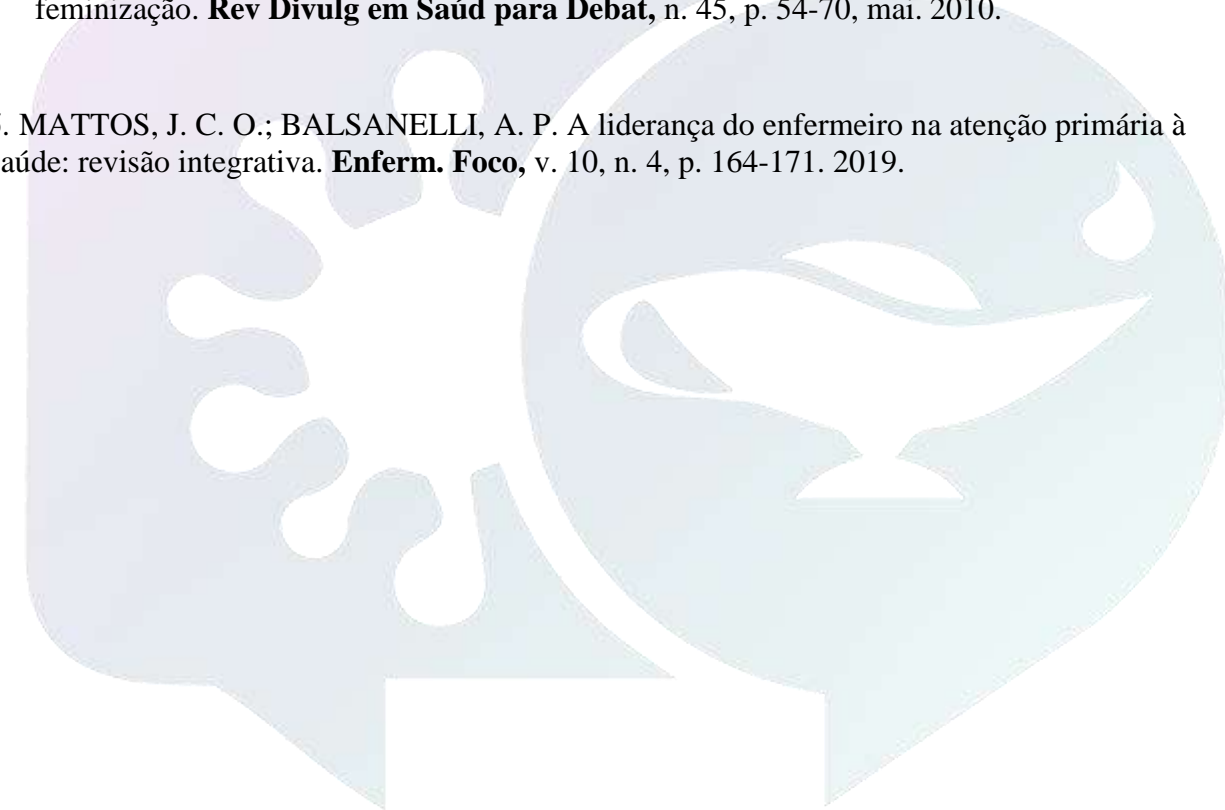 feminização. Rev Divulg em Saúd para Debat, n. 45, p. 54-70, mai. 2010.
. MATTOS, J. C. O.; BALSANELLI, A. P. A liderança do enfermeiro na atenção primária à
aúde: revisão integrativa. Enferm. Foco, v. 10, n. 4, p. 164-171. 2019.